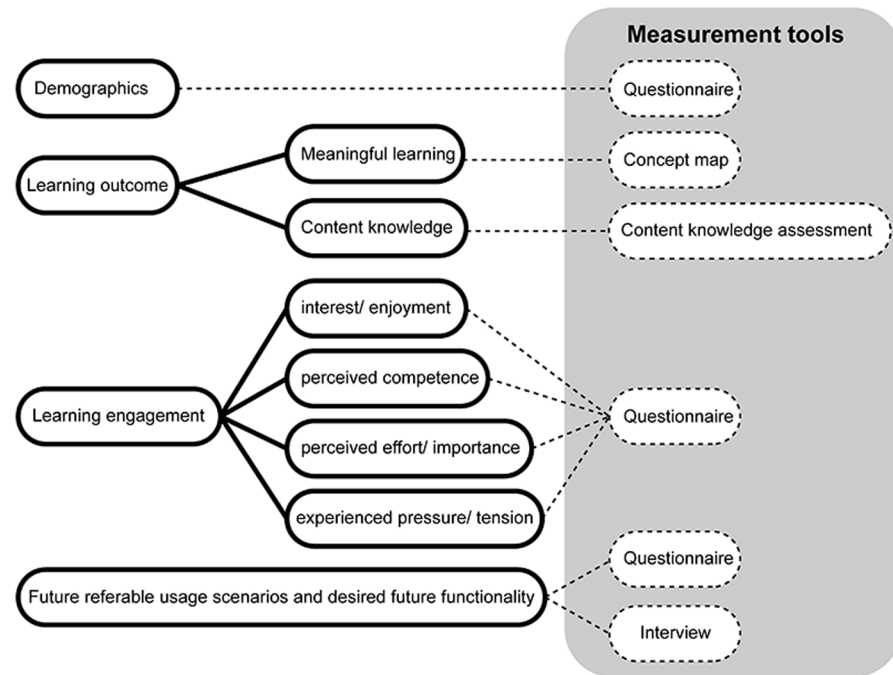 Measurement tools
Demographics
Questionnaire
Meaningful learning
Concept map
Learning outcome
Content knowledge
Content knowledge assessment
interest/ enjoyment
perceived competence
Learning engagement
Questionnaire
perceived effort/ importance
experienced pressure/ tension
Questionnaire
Future referable usage scenarios and desired future functionality
Interview